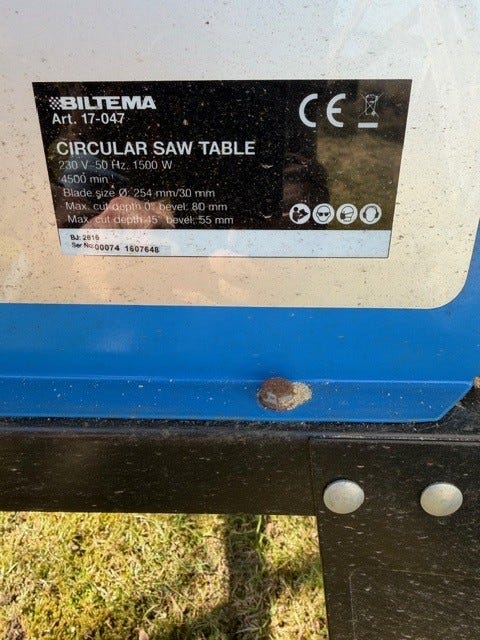 BILTEMA
Art. 17-047
CIRCULAR SAW TABLE
230 V~50 Hz, 1500 W
4500 min
Blade size Ø: 254 mm/30 mm
Max. cut depth 0° bevel: 80 mm
Max. cut depth 45° bevel: 55 mm
BJ: 2616
Ser No: 00074 1607648
CE